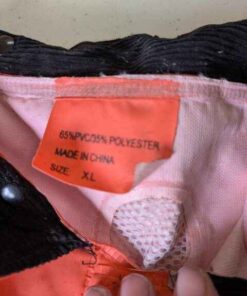 65%PVC/35% POLYESTER
MADE IN CHINA
SIZE: XL